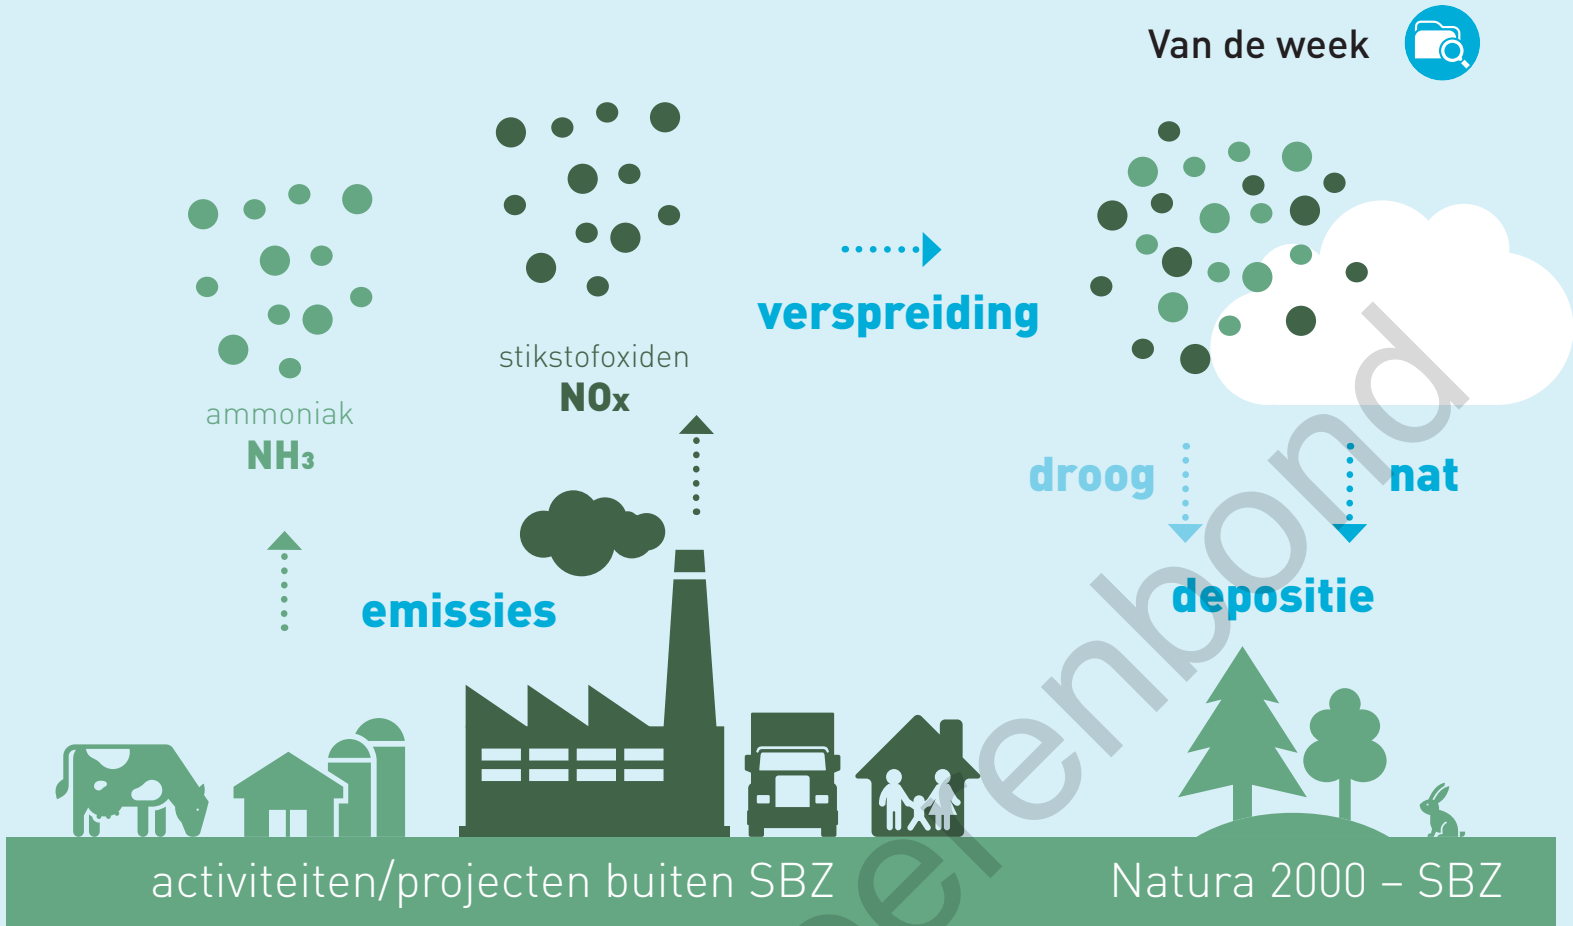 Van de week
stikstofoxiden
NOx
verspreiding
ammoniak
NH₃
droog
nat
emissies
depositie
activiteiten/projecten buiten SBZ
Natura 2000 – SBZ